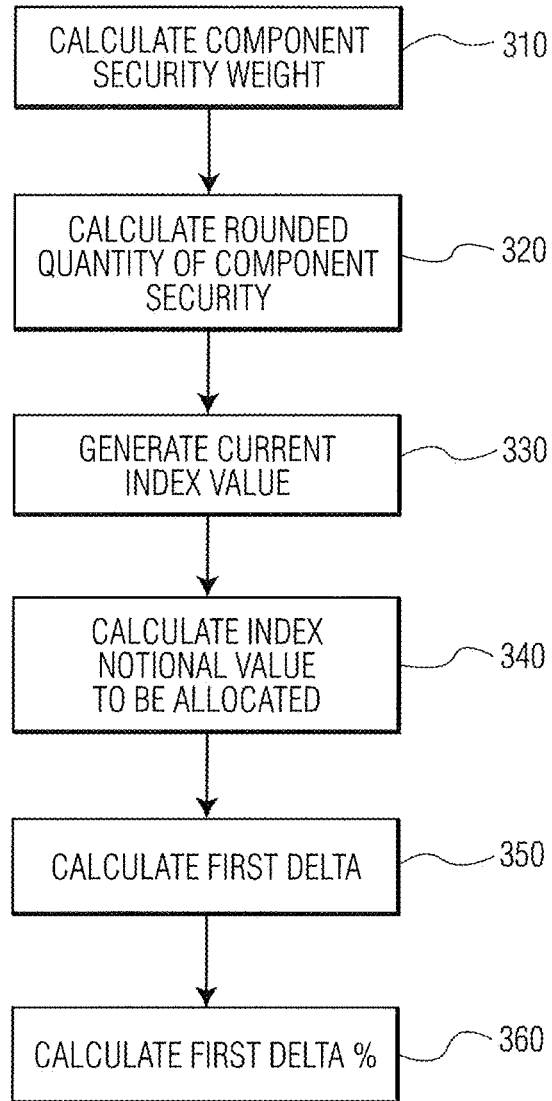 CALCULATE COMPONENT
SECURITY WEIGHT
310
CALCULATE ROUNDED
QUANTITY OF COMPONENT
SECURITY
320
GENERATE CURRENT
INDEX VALUE
330
CALCULATE INDEX
NOTIONAL VALUE
TO BE ALLOCATED
340
CALCULATE FIRST DELTA
350
CALCULATE FIRST DELTA %
360